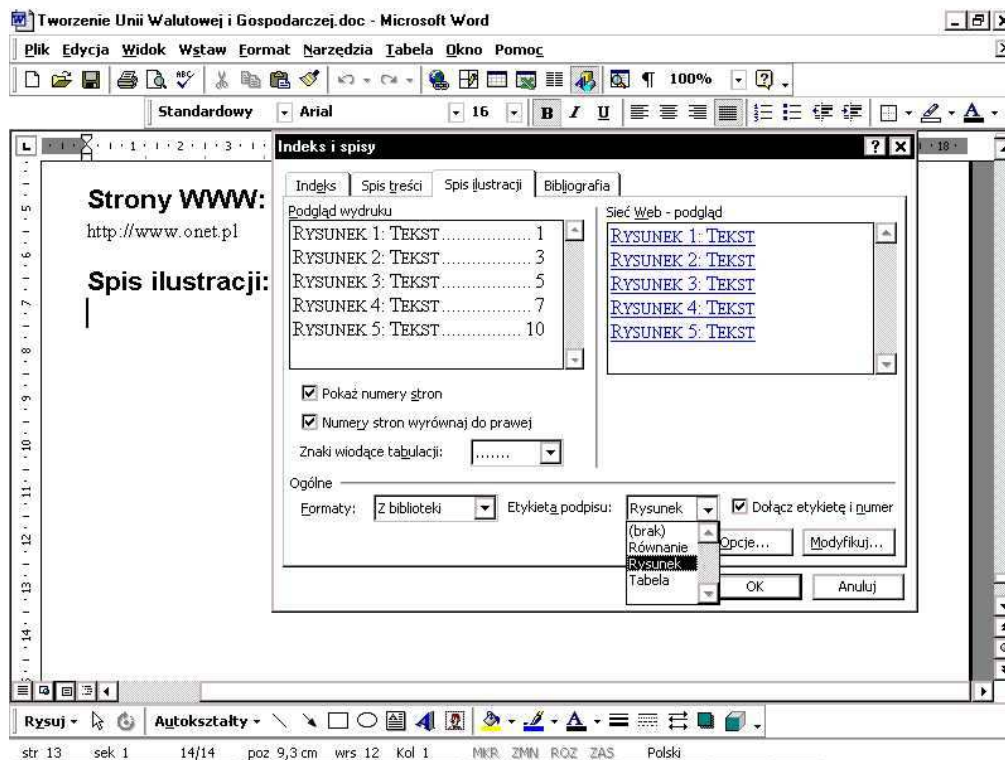 Tworzenie Unii Walutowej i Gospodarczej.doc - Microsoft Word
Plik Edycja Widok Wstaw Format Narzędzia Tabela Okno Pomoc
100%
Standardowy Arial 16 B I U
1 2 3 18
Indeks i spisy
Indeks Spis treści Spis ilustracji Bibljografia
Strony WWW:
http://www.onet.pl
Spis ilustracji:
Podgląd wydruku
RYSUNEK 1: TEKST.................. 1
RYSUNEK 2: TEKST.................. 3
RYSUNEK 3: TEKST.................. 5
RYSUNEK 4: TEKST.................. 7
RYSUNEK 5: TEKST................ 10
Sieć Web - podgląd
RYSUNEK 1: TEKST
RYSUNEK 2: TEKST
RYSUNEK 3: TEKST
RYSUNEK 4: TEKST
RYSUNEK 5: TEKST
Pokaż numery stron
Numery stron wyrównaj do prawej
Znaki wiodące tabulacji: .......
Ogólne
Formaty: Z biblioteki Etykieta podpisu: Rysunek Dołącz etykietę i numer
(brak)
Równanie
Rysunek
Tabela
Opcje... Modyfikuj...
OK Anuluj
Rysuj Autokształty
str 13 sek 1 14/14 poz 9,3 cm wrs 12 Kol 1 MKR ZMN ROZ ZAS Polski